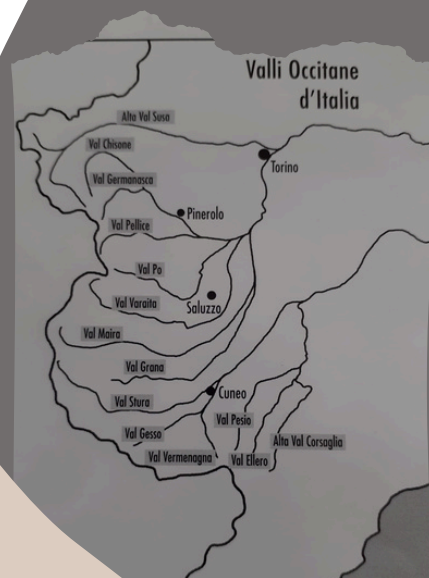 Valli Occitane
d'Italia
Alta Val Susa
Val Chisone
Torino
Val Germanasca
Pinerolo
Val Pellice
Val Po
Val Varaita
Saluzzo
Val Maira
Val Grana
Cuneo
Val Stura
Val Pesio
Val Gesso
Alta Val Corsaglia
Val Vermenagna
Val Ellero